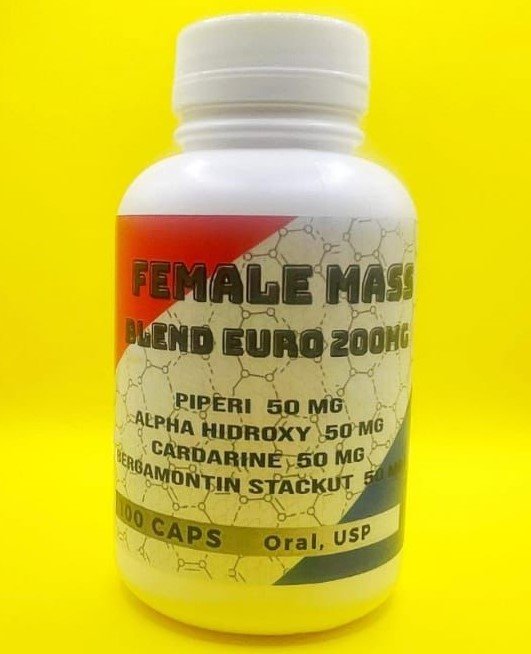 FEMALE MASS
BLEND EURO 200MG
PIPERI 50 MG
ALPHA HIDROXY 50 MG
CARDARINE 50 MG
BERGAMONTIN STACKUT 50 MG
100 CAPS
Oral, USP